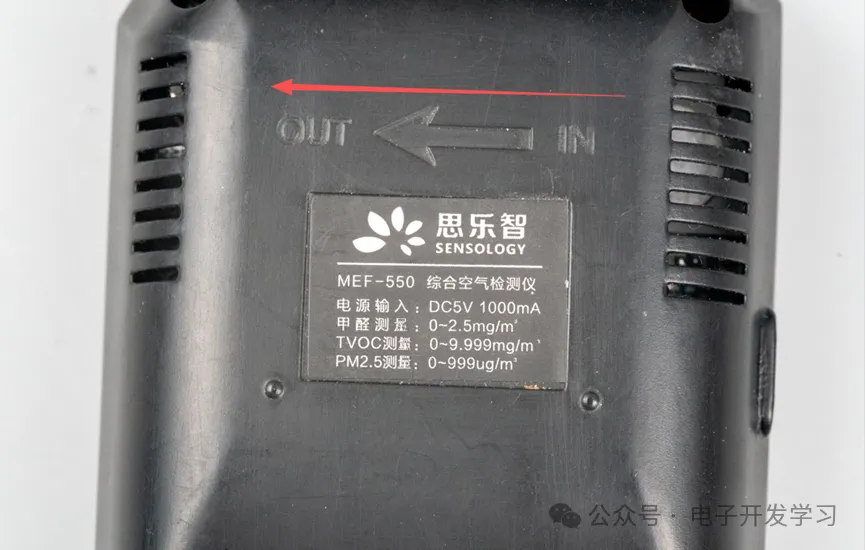 OUT IN
思乐智
SENSOLOGY
MEF-550 综合空气检测仪
电源输入：DC5V 1000mA
甲醛测量：0~2.5mg/m³
TVOC测量：0~9.999mg/m³
PM2.5测量：0~999ug/m³
公众号·电子开发学习